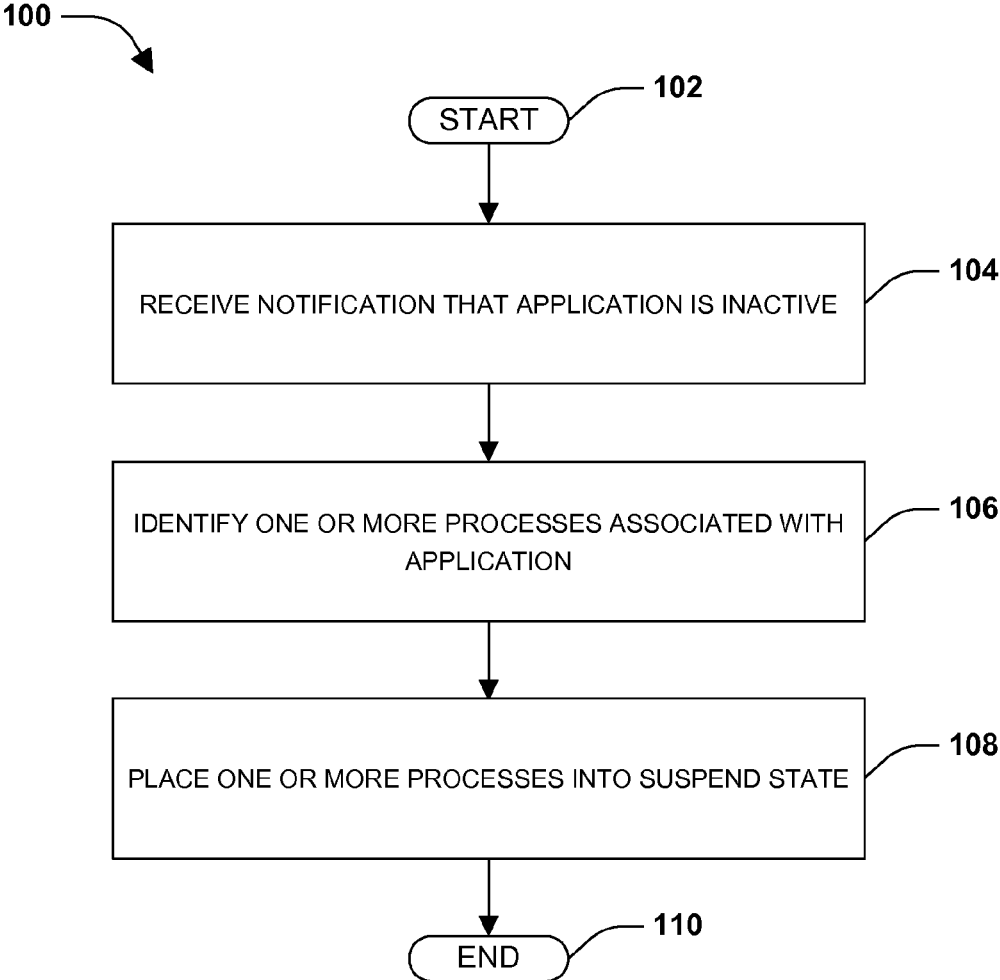 100
102
START
104
RECEIVE NOTIFICATION THAT APPLICATION IS INACTIVE
106
IDENTIFY ONE OR MORE PROCESSES ASSOCIATED WITH
APPLICATION
108
PLACE ONE OR MORE PROCESSES INTO SUSPEND STATE
110
END